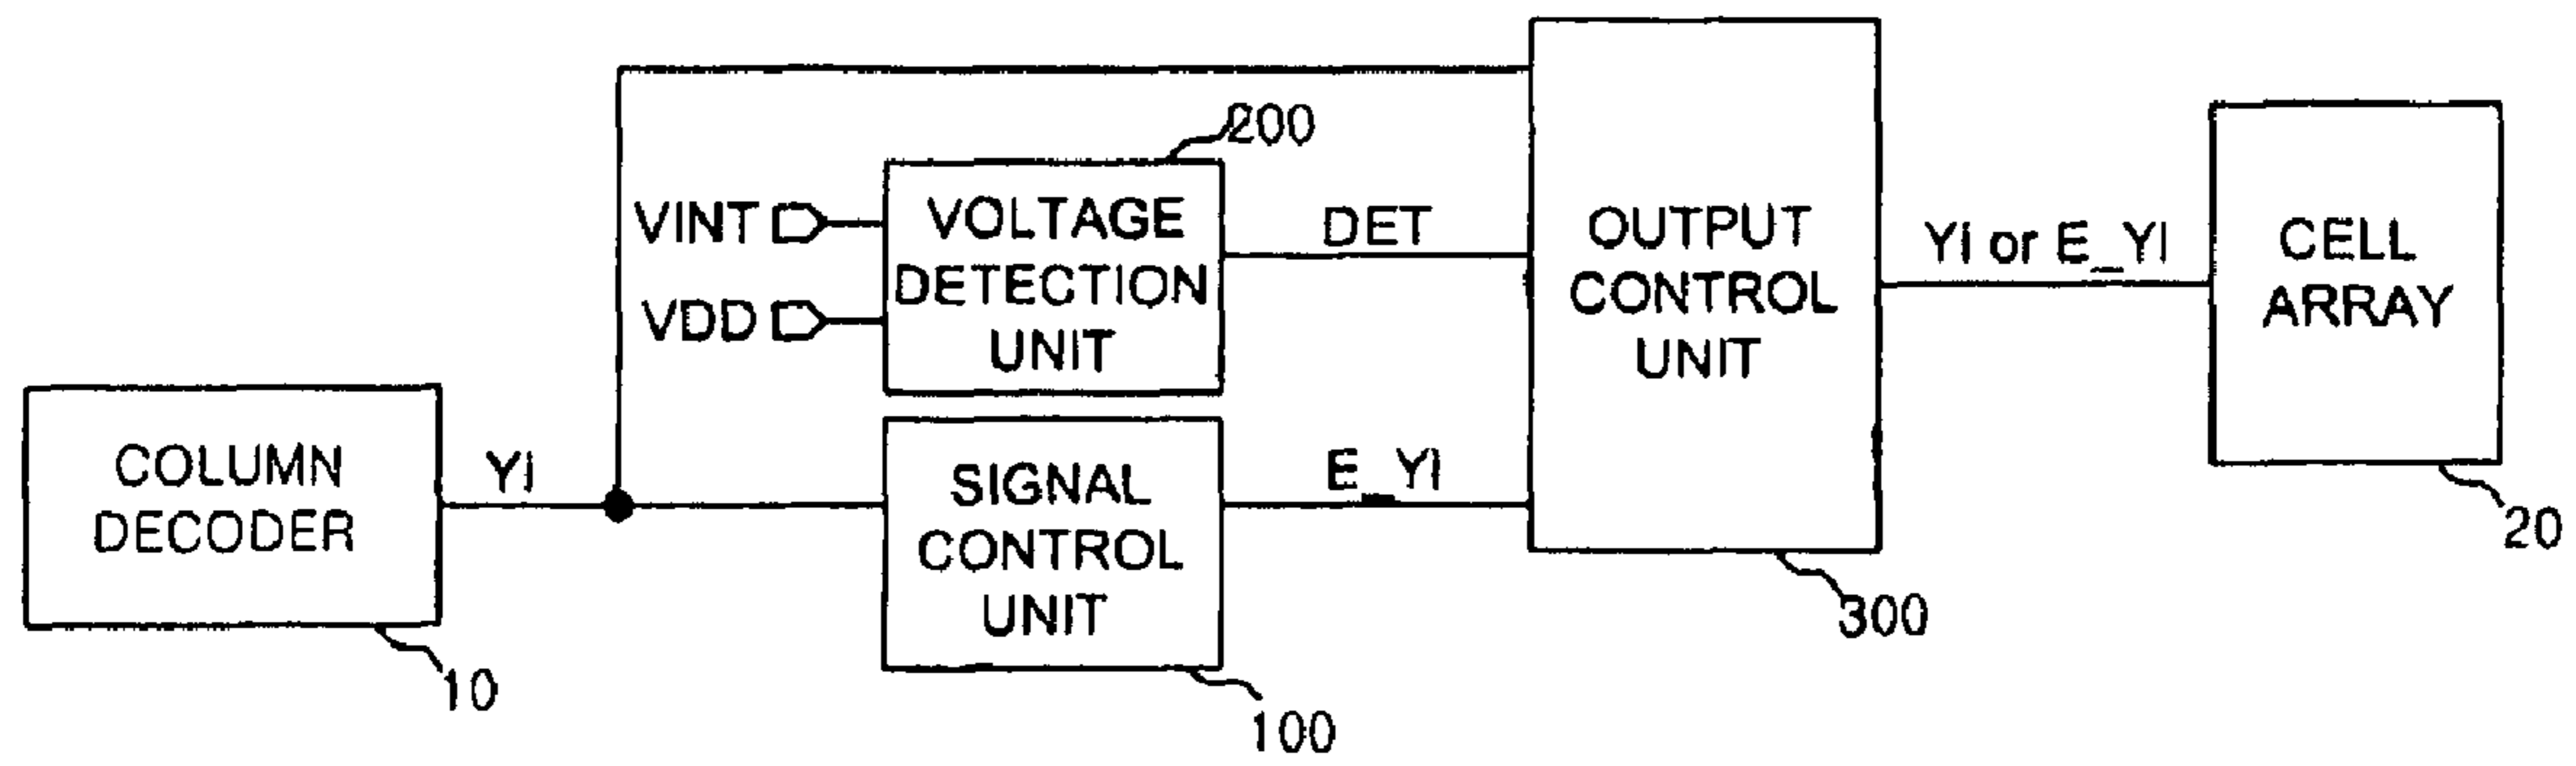 200
VINT
VDD
VOLTAGE
DETECTION
UNIT
DET
OUTPUT
CONTROL
UNIT
Yi or E_Yi
CELL
ARRAY
COLUMN
DECODER
Yi
SIGNAL
CONTROL
UNIT
E_Yi
20
300
10
100